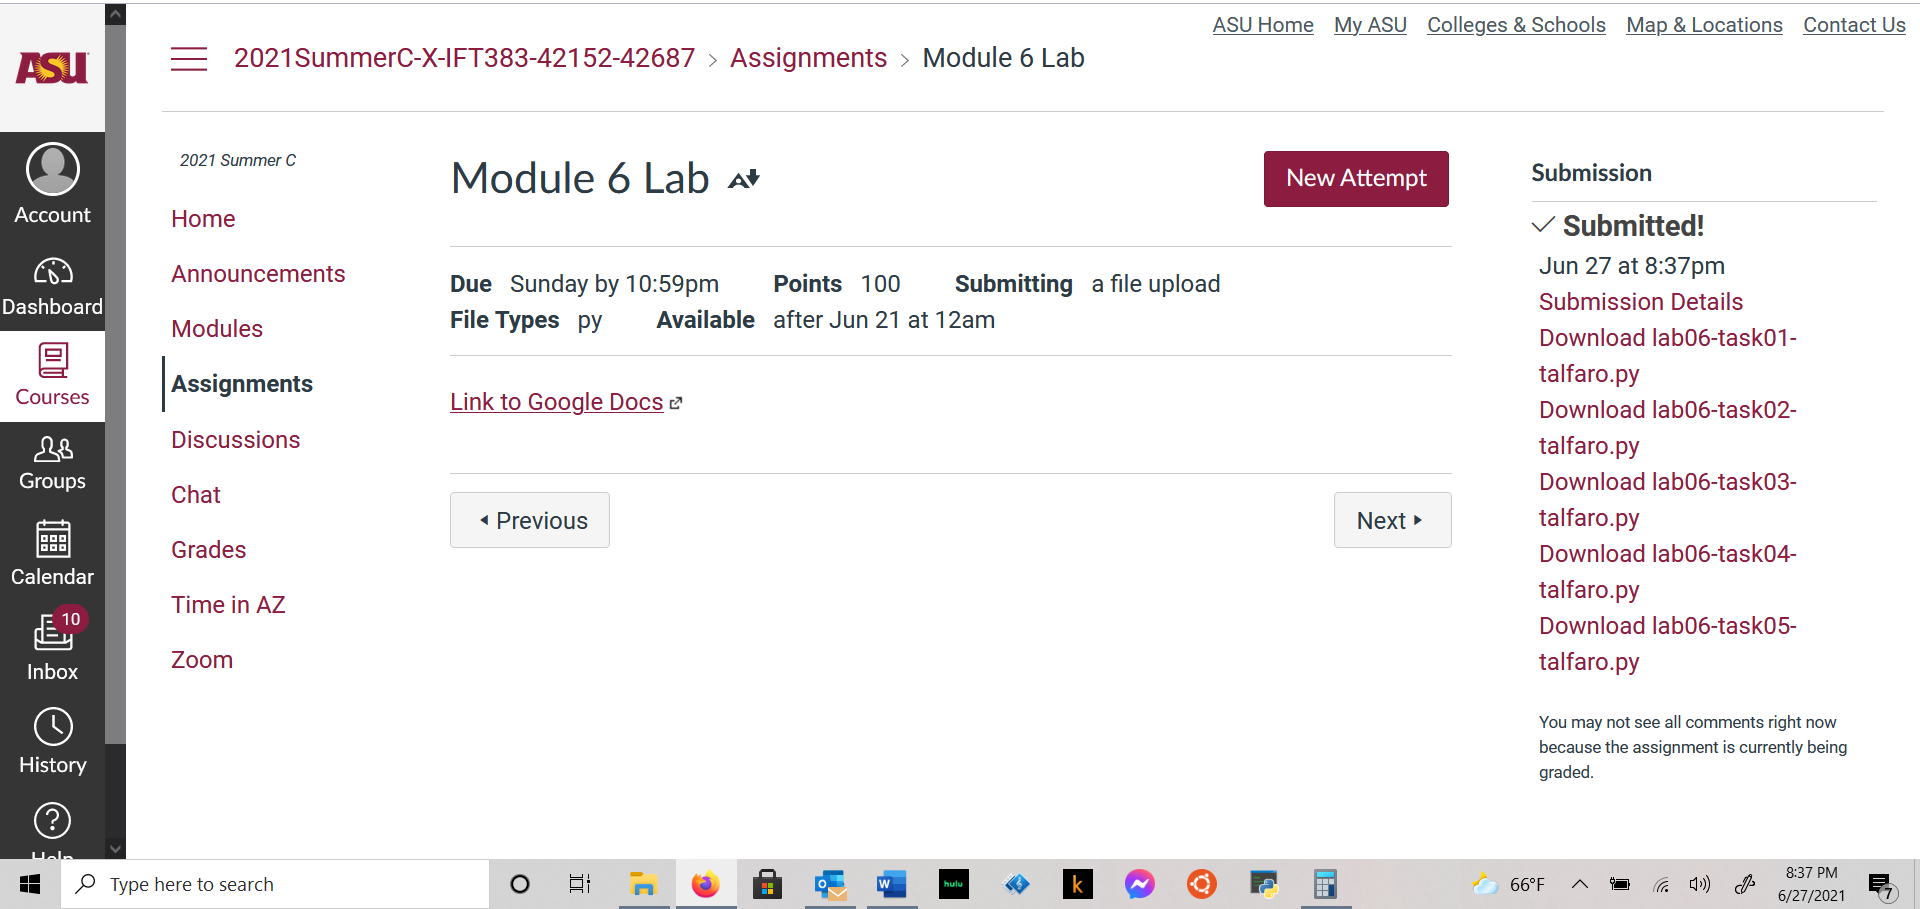 ASU Home My ASU Colleges & Schools Map & Locations Contact Us
ASU
2021SummerC-X-IFT383-42152-42687 > Assignments > Module 6 Lab
Account
Dashboard
Courses
Groups
Calendar
10
Inbox
History
Help
2021 Summer C
Home
Announcements
Modules
Assignments
Discussions
Chat
Grades
Time in AZ
Zoom
Module 6 Lab
New Attempt
Due Sunday by 10:59pm Points 100 Submitting a file upload
File Types py Available after Jun 21 at 12am
Link to Google Docs
Previous
Next
Submission
Submitted!
Jun 27 at 8:37pm
Submission Details
Download lab06-task01-
talfaro.py
Download lab06-task02-
talfaro.py
Download lab06-task03-
talfaro.py
Download lab06-task04-
talfaro.py
Download lab06-task05-
talfaro.py
You may not see all comments right now
because the assignment is currently being
graded.
Type here to search
W
hulu
k
66°F
8:37 PM
6/27/2021
7